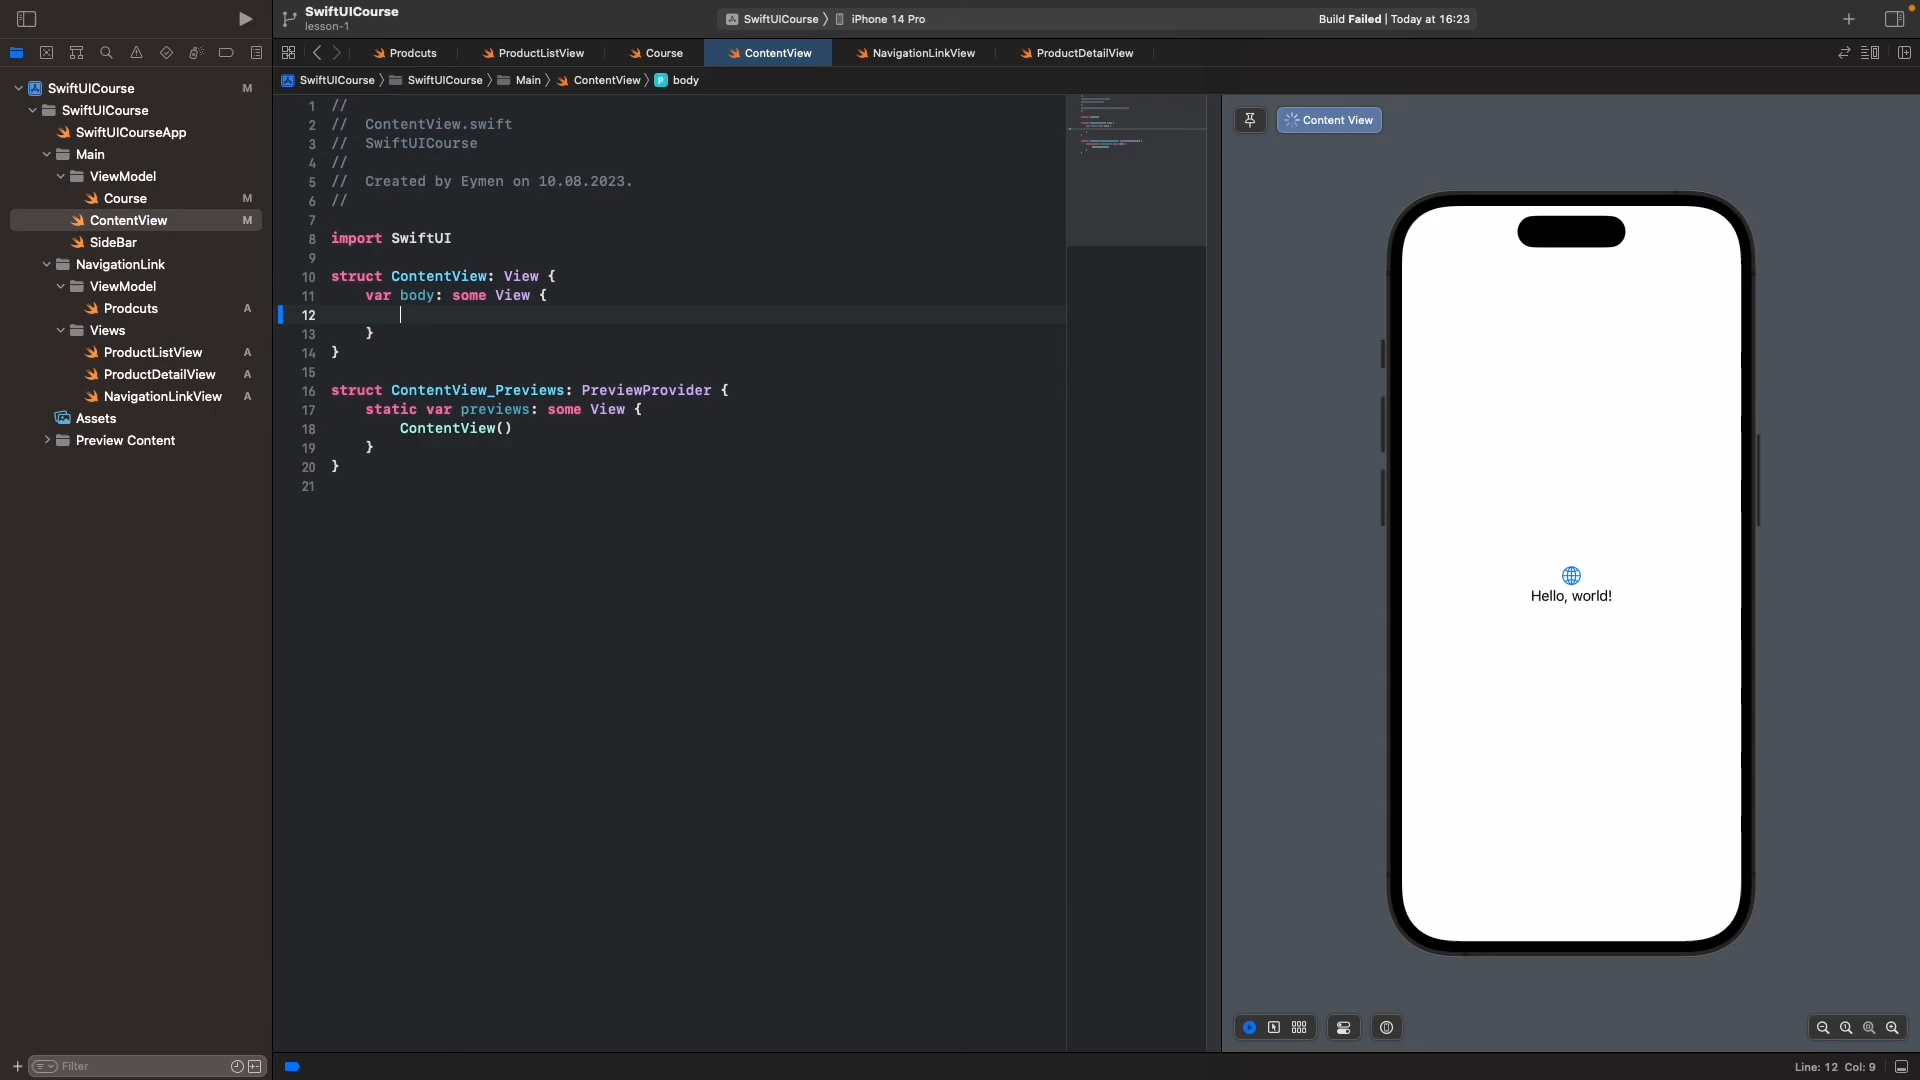 SwiftUICourse
lesson-1
SwiftUICourse 〉 iPhone 14 Pro
Build Failed | Today at 16:23
Prodcuts
ProductListView
Course
ContentView
NavigationLinkView
ProductDetailView
SwiftUICourse 〉 SwiftUICourse 〉 Main 〉 ContentView 〉 P body
SwiftUICourse M
SwiftUICourse
SwiftUICourseApp
Main
ViewModel
Course M
ContentView M
SideBar
NavigationLink
ViewModel
Prodcuts A
Views
ProductListView A
ProductDetailView A
NavigationLinkView A
Assets
Preview Content
Filter
1 //
2 //  ContentView.swift
3 //  SwiftUICourse
4 //
5 //  Created by Eymen on 10.08.2023.
6 //
7
8 import SwiftUI
9
10 struct ContentView: View {
11     var body: some View {
12
13     }
14 }
15
16 struct ContentView_Previews: PreviewProvider {
17     static var previews: some View {
18         ContentView()
19     }
20 }
21
Content View
Hello, world!
Line: 12 Col: 9